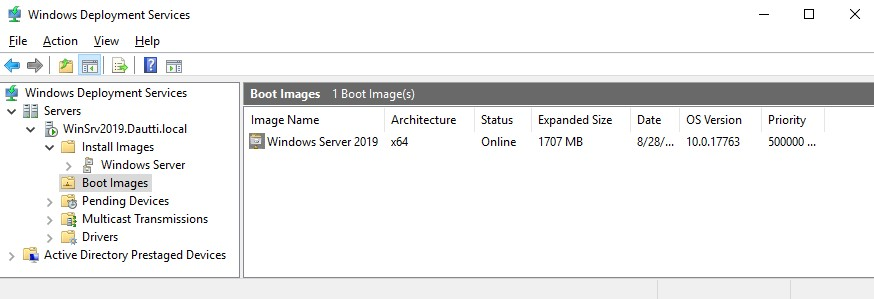 Windows Deployment Services
File Action View Help
Windows Deployment Services
Servers
WinSrv2019.Dautti.local
Install Images
Windows Server
Boot Images
Pending Devices
Multicast Transmissions
Drivers
Active Directory Prestaged Devices
Boot Images 1 Boot Image(s)
Image Name Architecture Status Expanded Size Date OS Version Priority
Windows Server 2019 x64 Online 1707 MB 8/28/... 10.0.17763 500000 ...